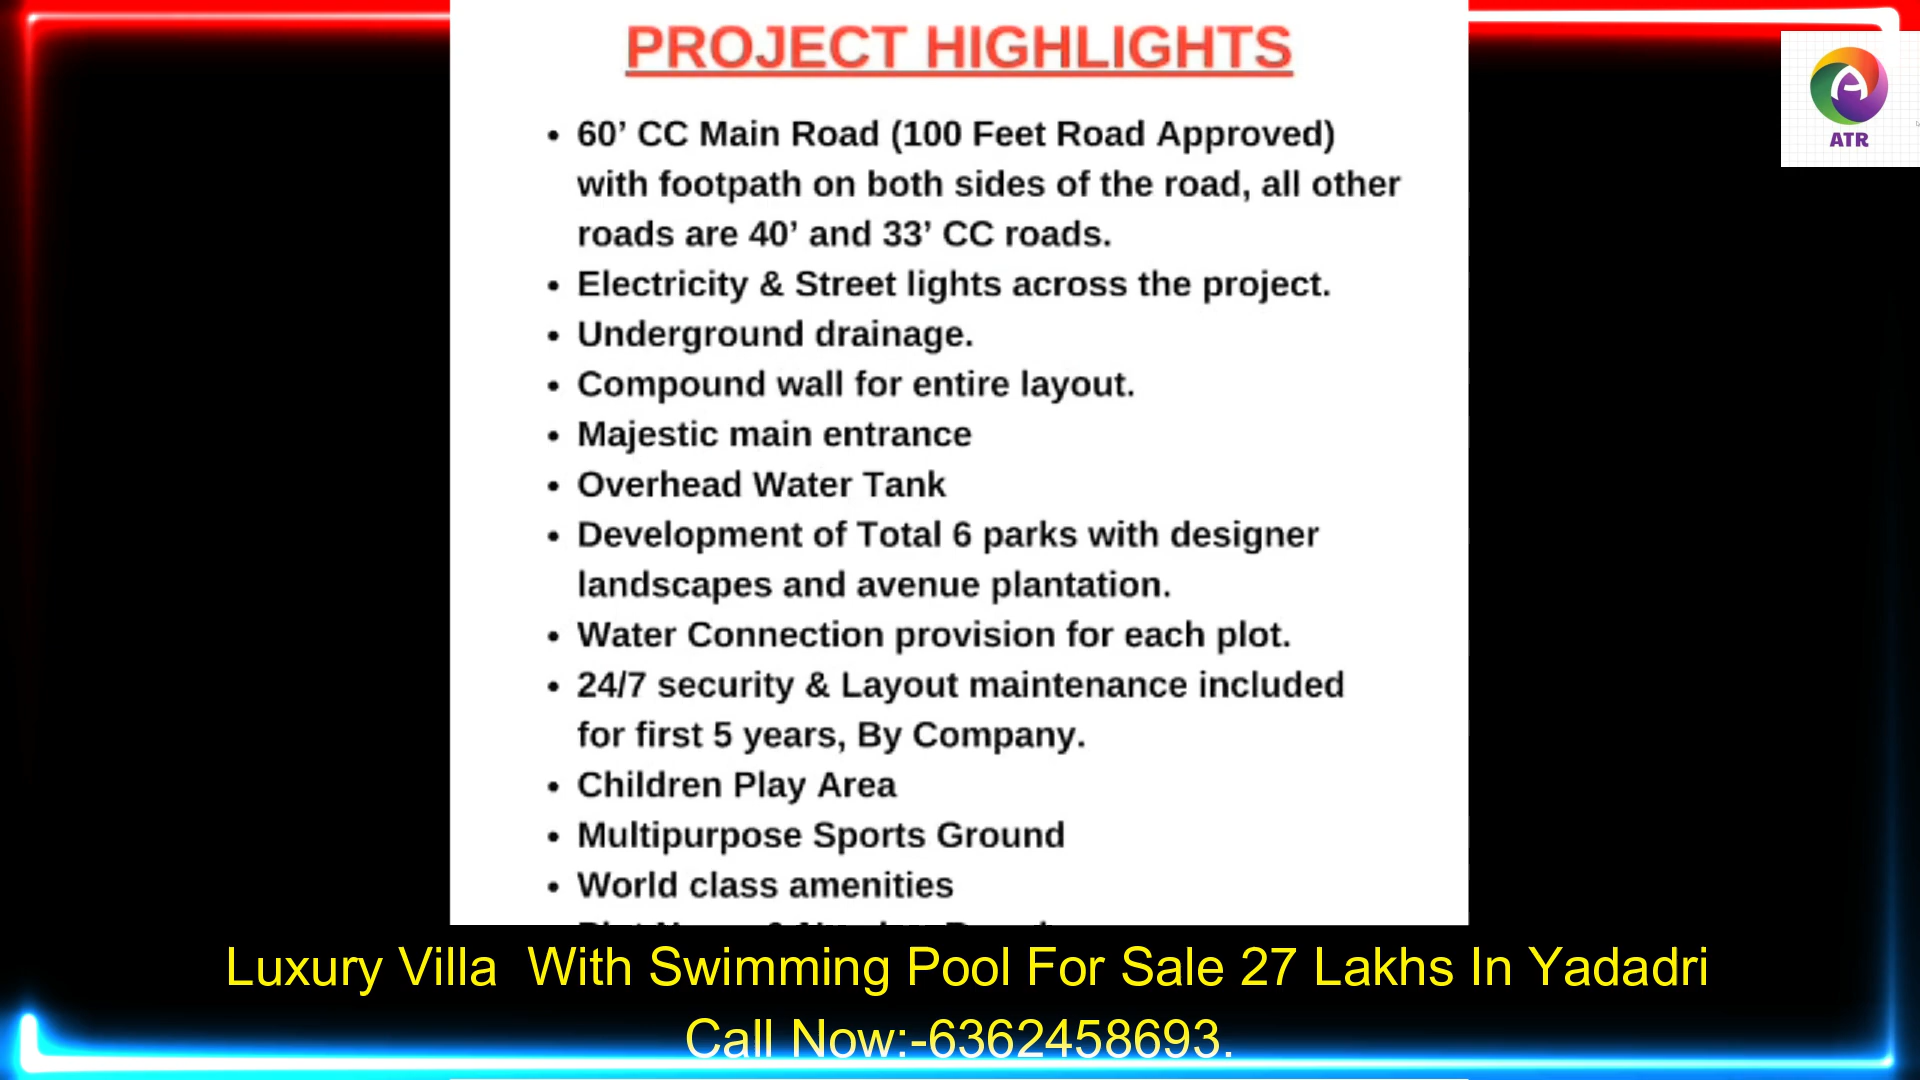 PROJECT HIGHLIGHTS
• 60’ CC Main Road (100 Feet Road Approved)
with footpath on both sides of the road, all other
roads are 40’ and 33’ CC roads.
• Electricity & Street lights across the project.
• Underground drainage.
• Compound wall for entire layout.
• Majestic main entrance
• Overhead Water Tank
• Development of Total 6 parks with designer
landscapes and avenue plantation.
• Water Connection provision for each plot.
• 24/7 security & Layout maintenance included
for first 5 years, By Company.
• Children Play Area
• Multipurpose Sports Ground
• World class amenities
ATR
Luxury Villa  With Swimming Pool For Sale 27 Lakhs In Yadadri
Call Now:-6362458693.